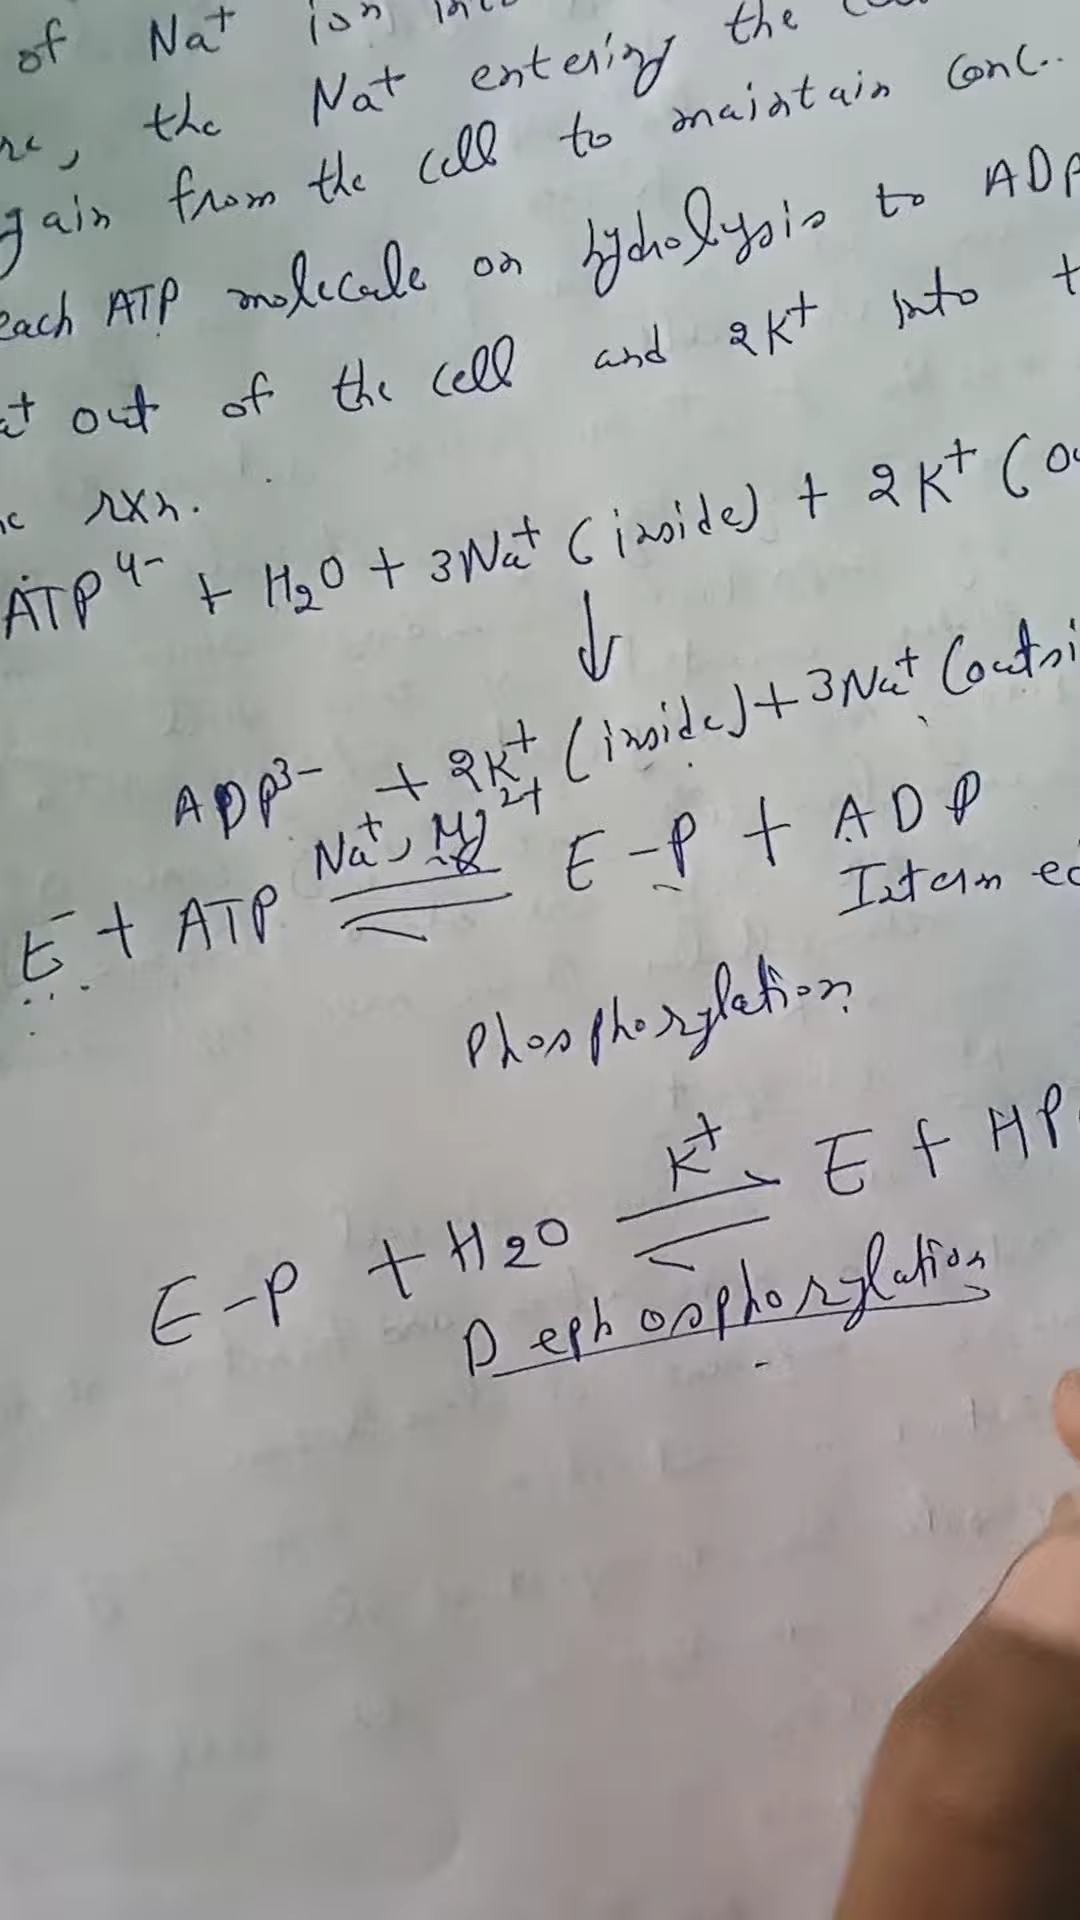 of Na⁺ ion
the Na⁺ entering the
gain from the cell to maintain conc..
each ATP molecule on hydrolysis to ADP
out of the cell and 2K⁺ into
rxn.
ATP⁴⁻ + H₂O + 3Na⁺ (inside) + 2K⁺ (
↓
ADP³⁻ + 2K⁺ (inside) + 3Na⁺ (outsi
Na⁺, Mg²⁺
E + ATP ⇌ E-P + ADP
Interm
Phosphorylation
K⁺
E-P + H₂O ⇌ E + HP
Dephosphorylation